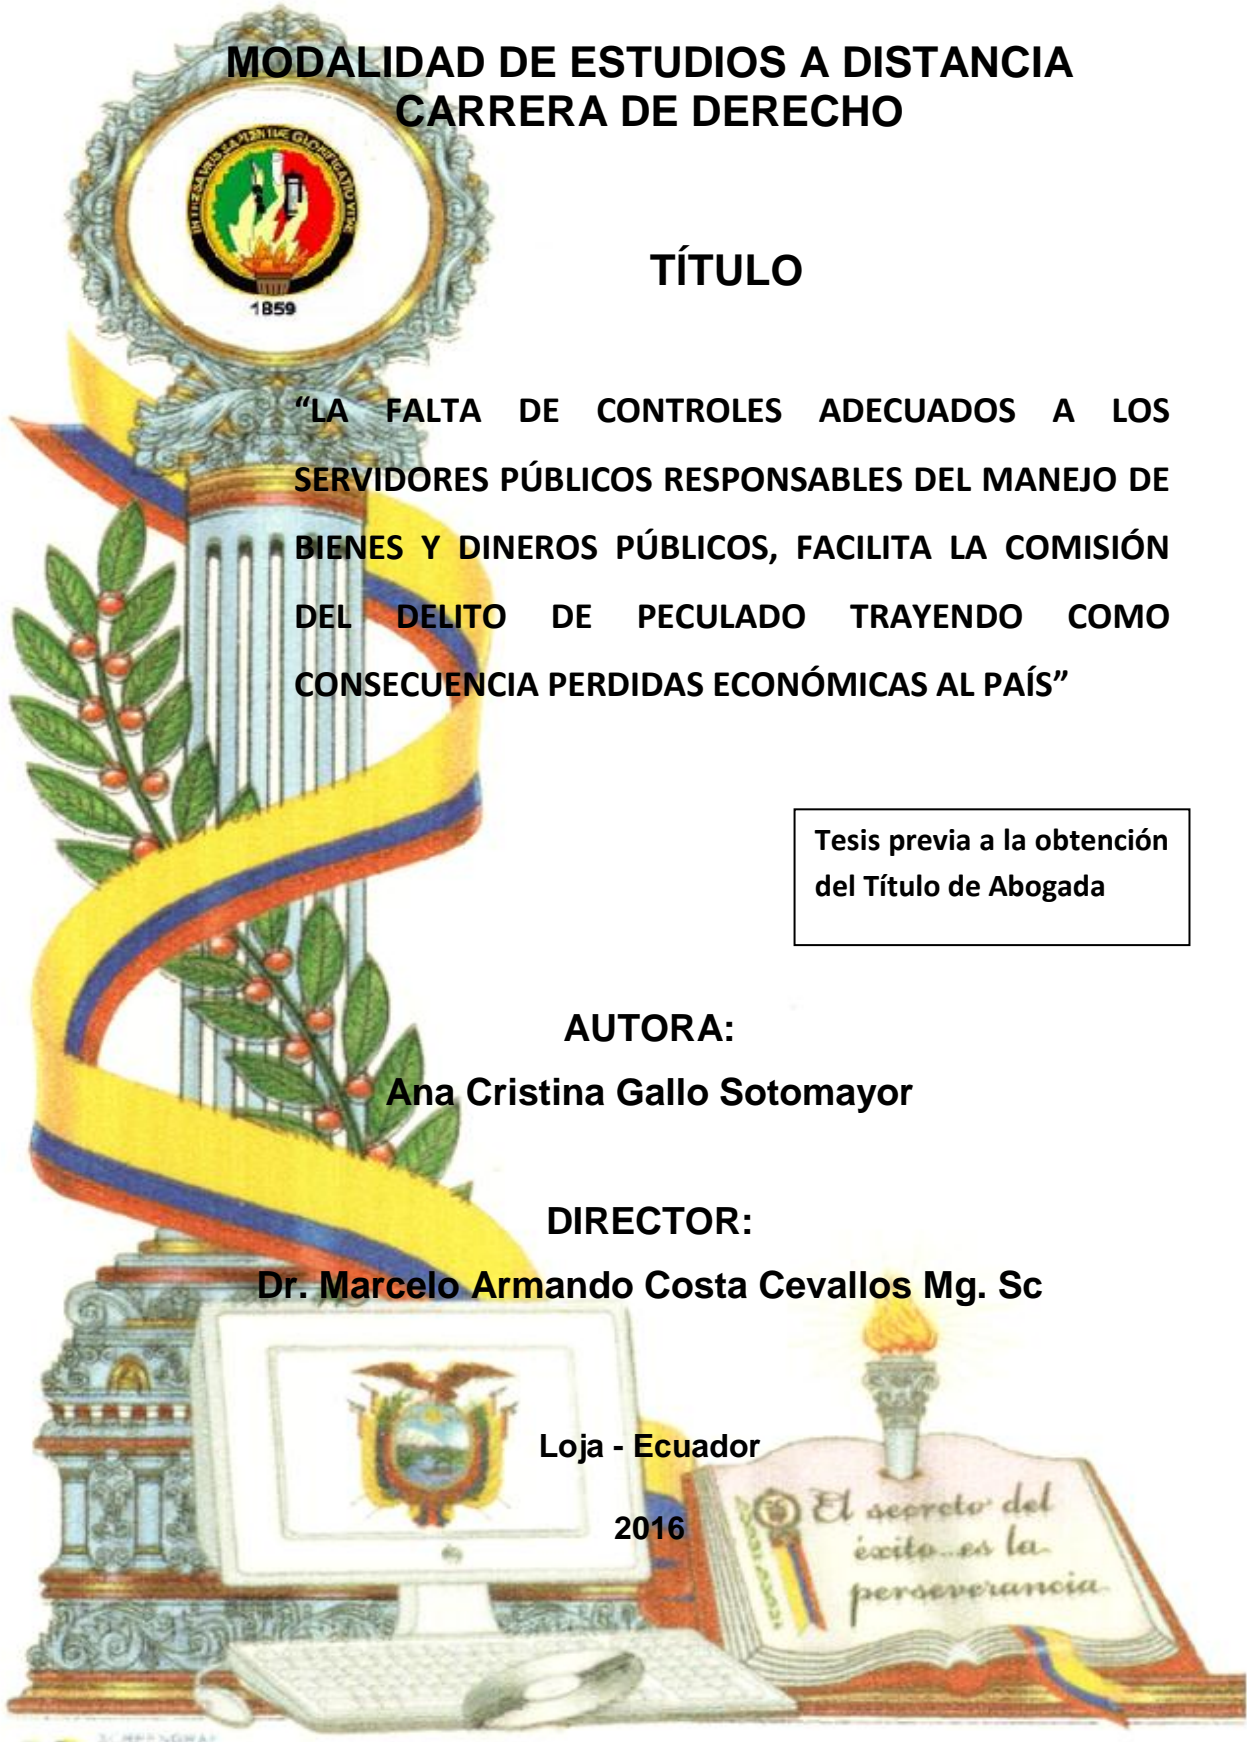 MODALIDAD DE ESTUDIOS A DISTANCIA
CARRERA DE DERECHO
1859
TÍTULO
“LA FALTA DE CONTROLES ADECUADOS A LOS
SERVIDORES PÚBLICOS RESPONSABLES DEL MANEJO DE
BIENES Y DINEROS PÚBLICOS, FACILITA LA COMISIÓN
DEL DELITO DE PECULADO TRAYENDO COMO
CONSECUENCIA PERDIDAS ECONÓMICAS AL PAÍS”
Tesis previa a la obtención
del Título de Abogada
AUTORA:
Ana Cristina Gallo Sotomayor
DIRECTOR:
Dr. Marcelo Armando Costa Cevallos Mg. Sc
Loja - Ecuador
2016
El secreto del
éxito es la
perseverancia